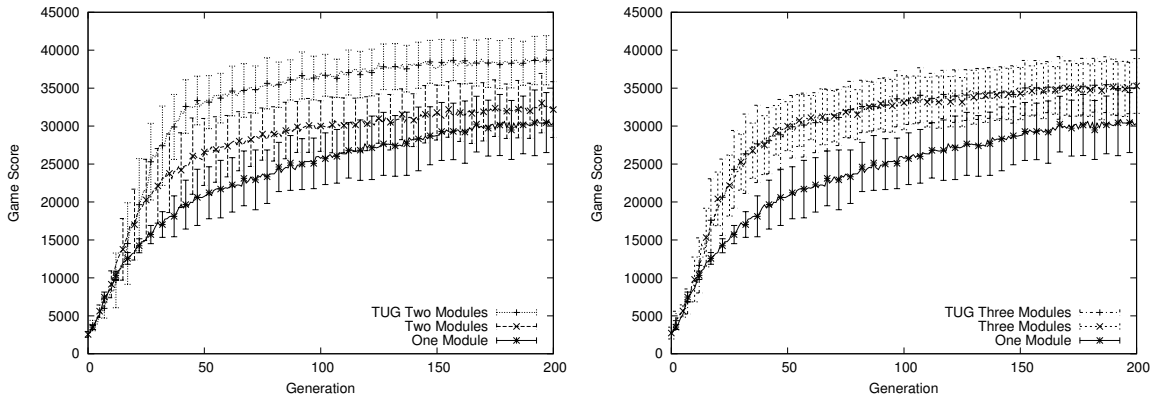 45000
40000
35000
30000
25000
20000
15000
10000
5000
0
Game Score
0 50 100 150 200
Generation
TUG Two Modules
Two Modules
One Module
45000
40000
35000
30000
25000
20000
15000
10000
5000
0
Game Score
0 50 100 150 200
Generation
TUG Three Modules
Three Modules
One Module